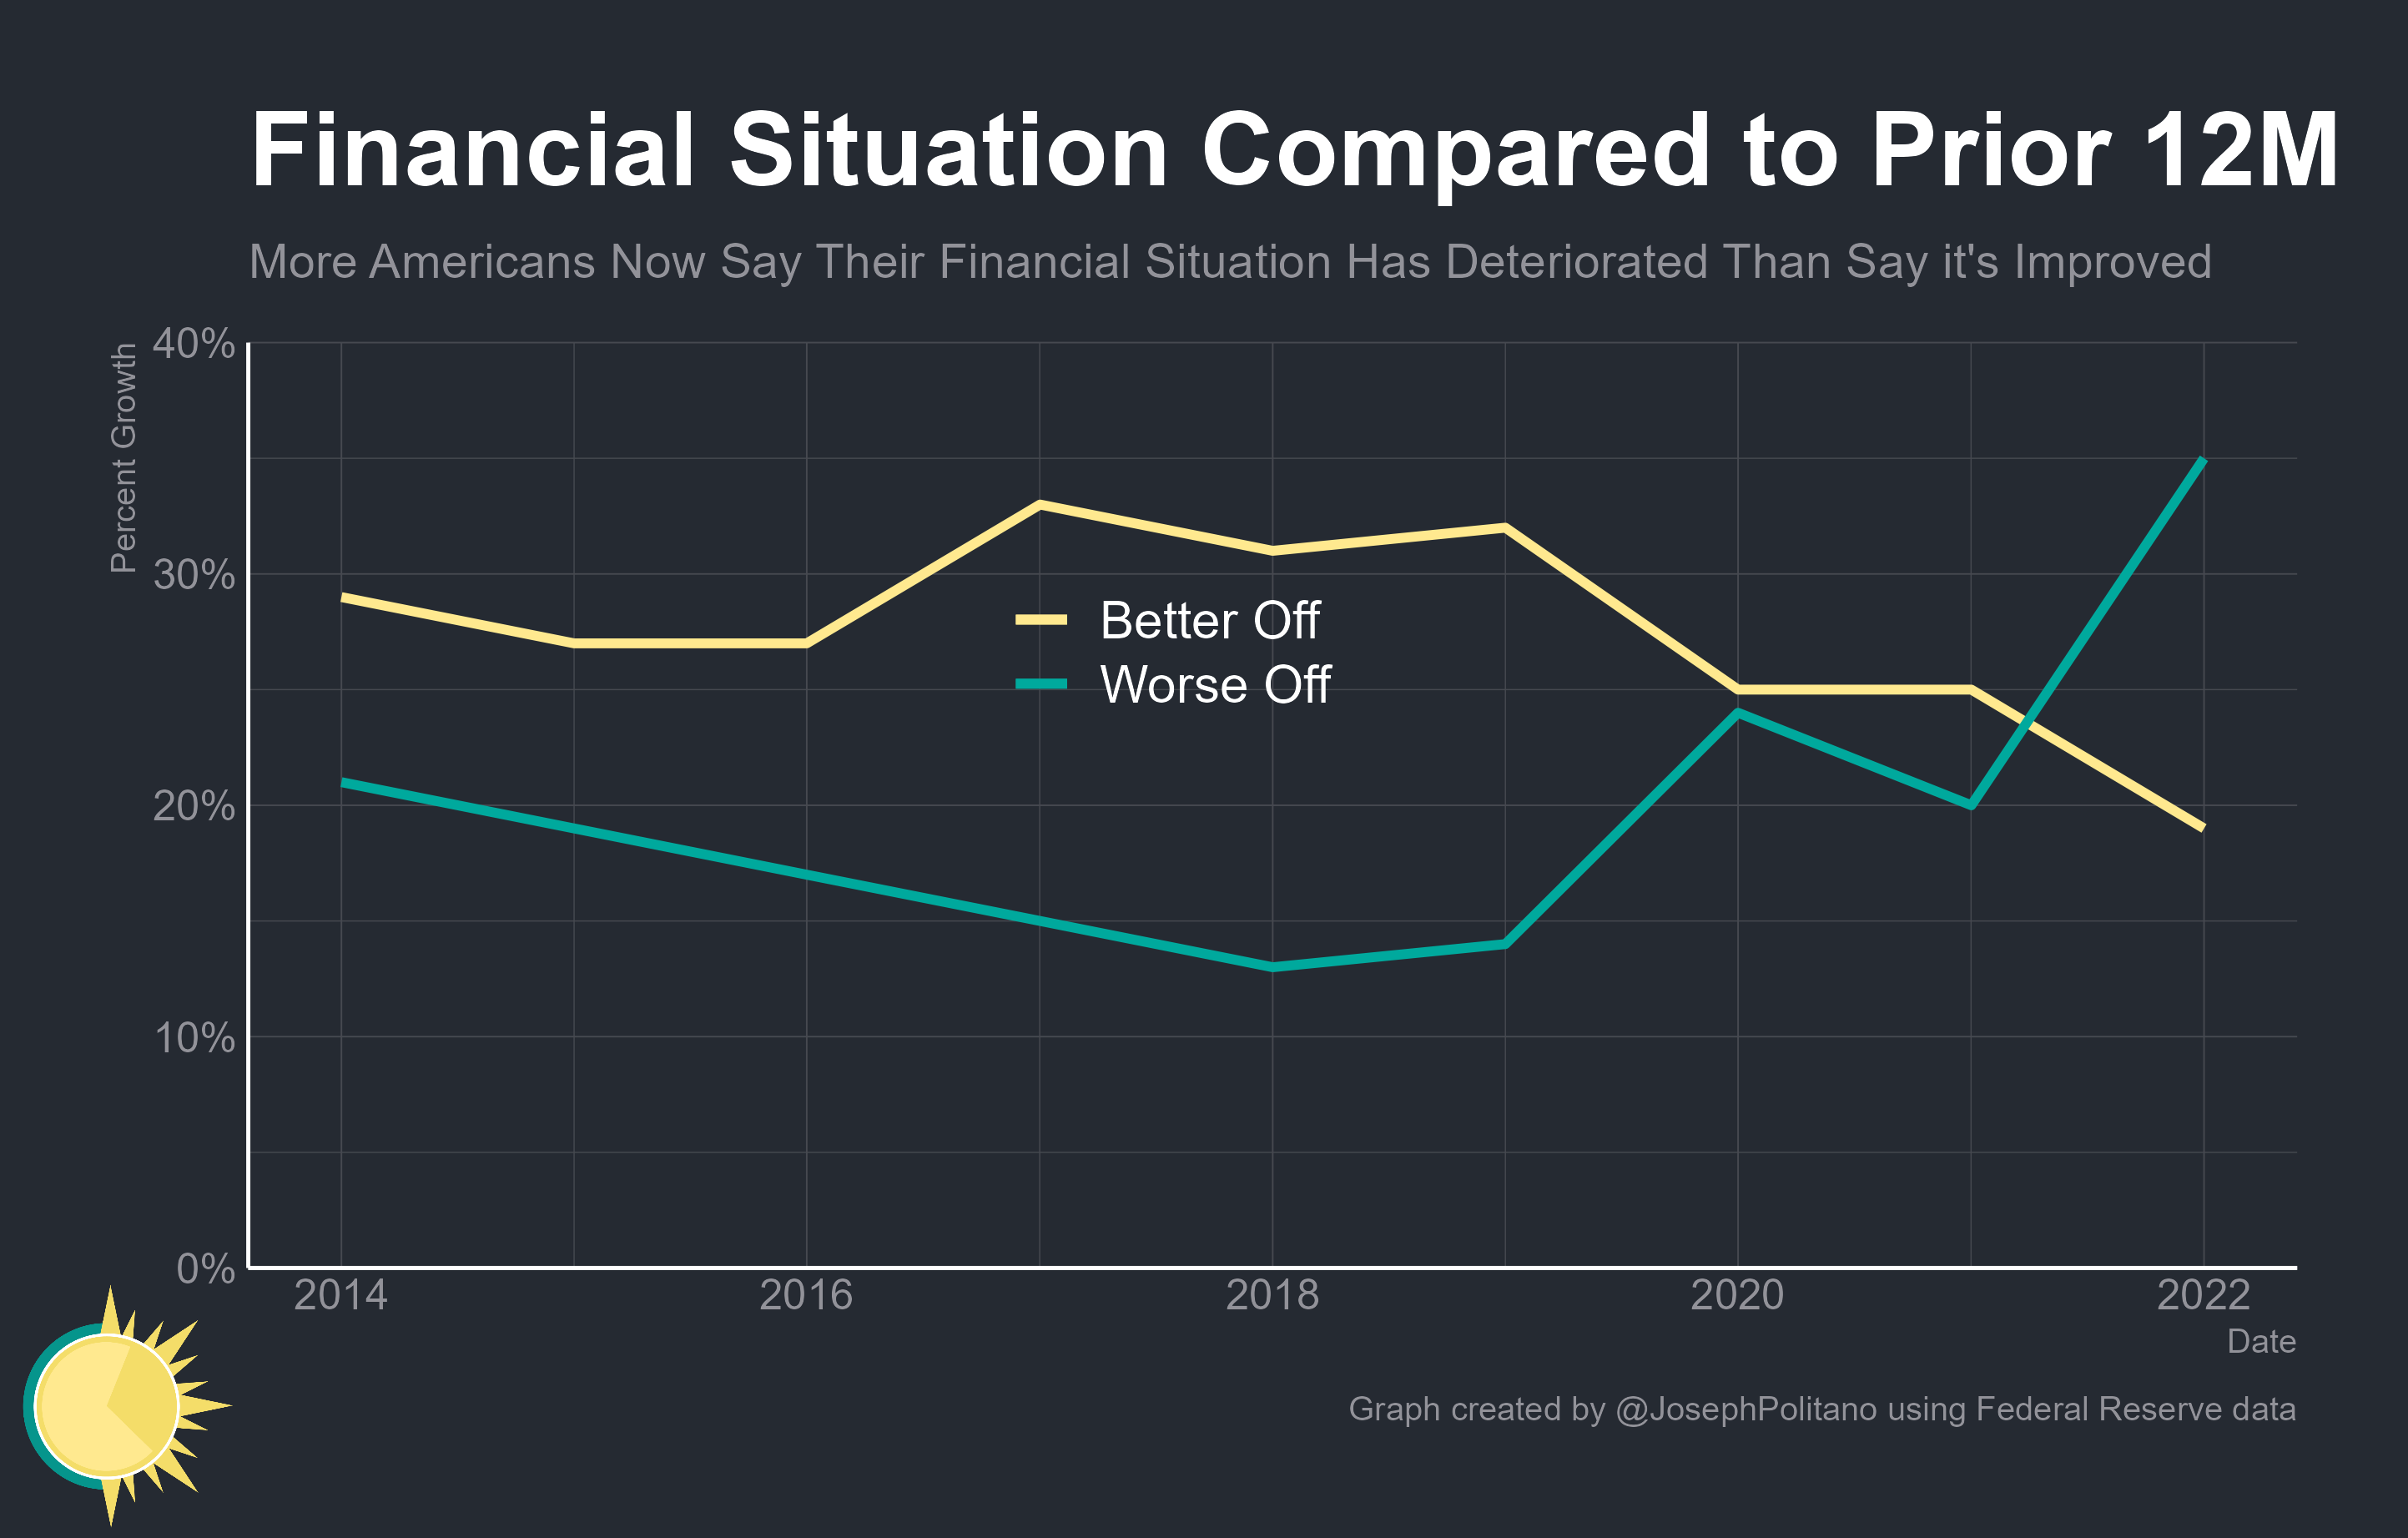 Financial Situation Compared to Prior 12M
More Americans Now Say Their Financial Situation Has Deteriorated Than Say it's Improved
Percent Growth
40%
30%
20%
10%
0%
Better Off
Worse Off
2014 2016 2018 2020 2022
Date
Graph created by @JosephPolitano using Federal Reserve data